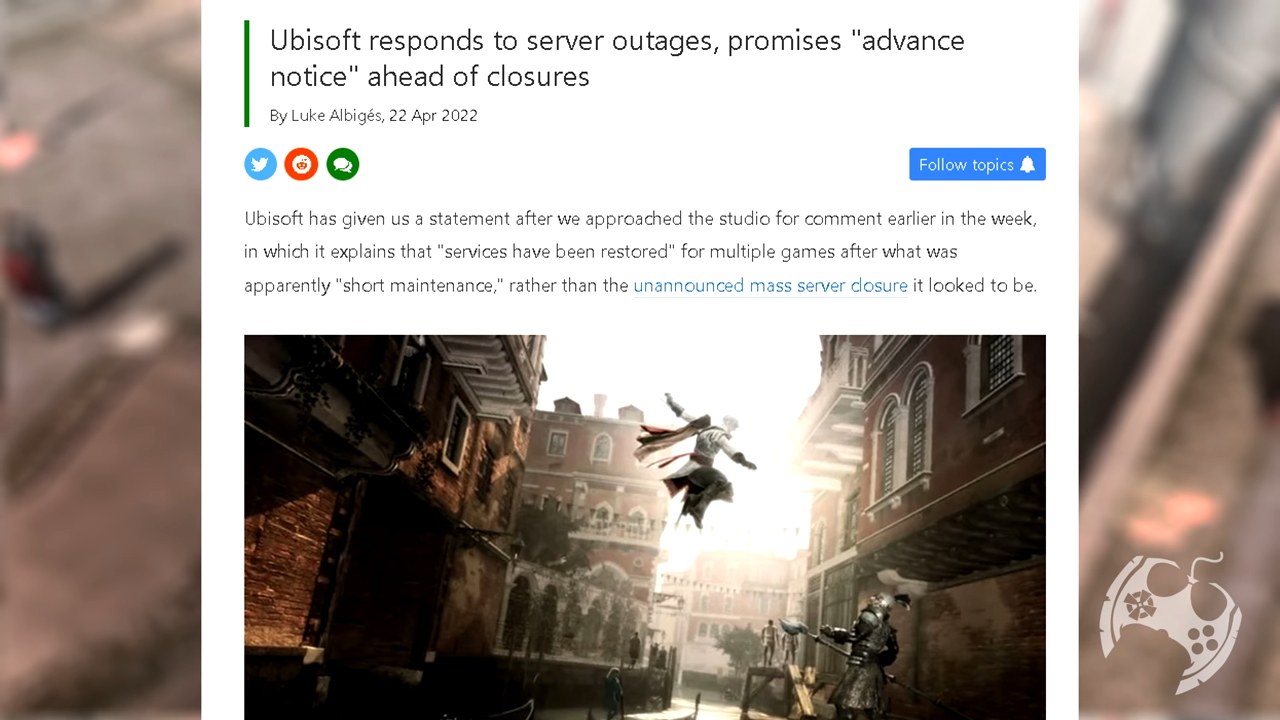 Ubisoft responds to server outages, promises "advance
notice" ahead of closures
By Luke Albigés, 22 Apr 2022
Follow topics
Ubisoft has given us a statement after we approached the studio for comment earlier in the week,
in which it explains that "services have been restored" for multiple games after what was
apparently "short maintenance," rather than the unannounced mass server closure it looked to be.